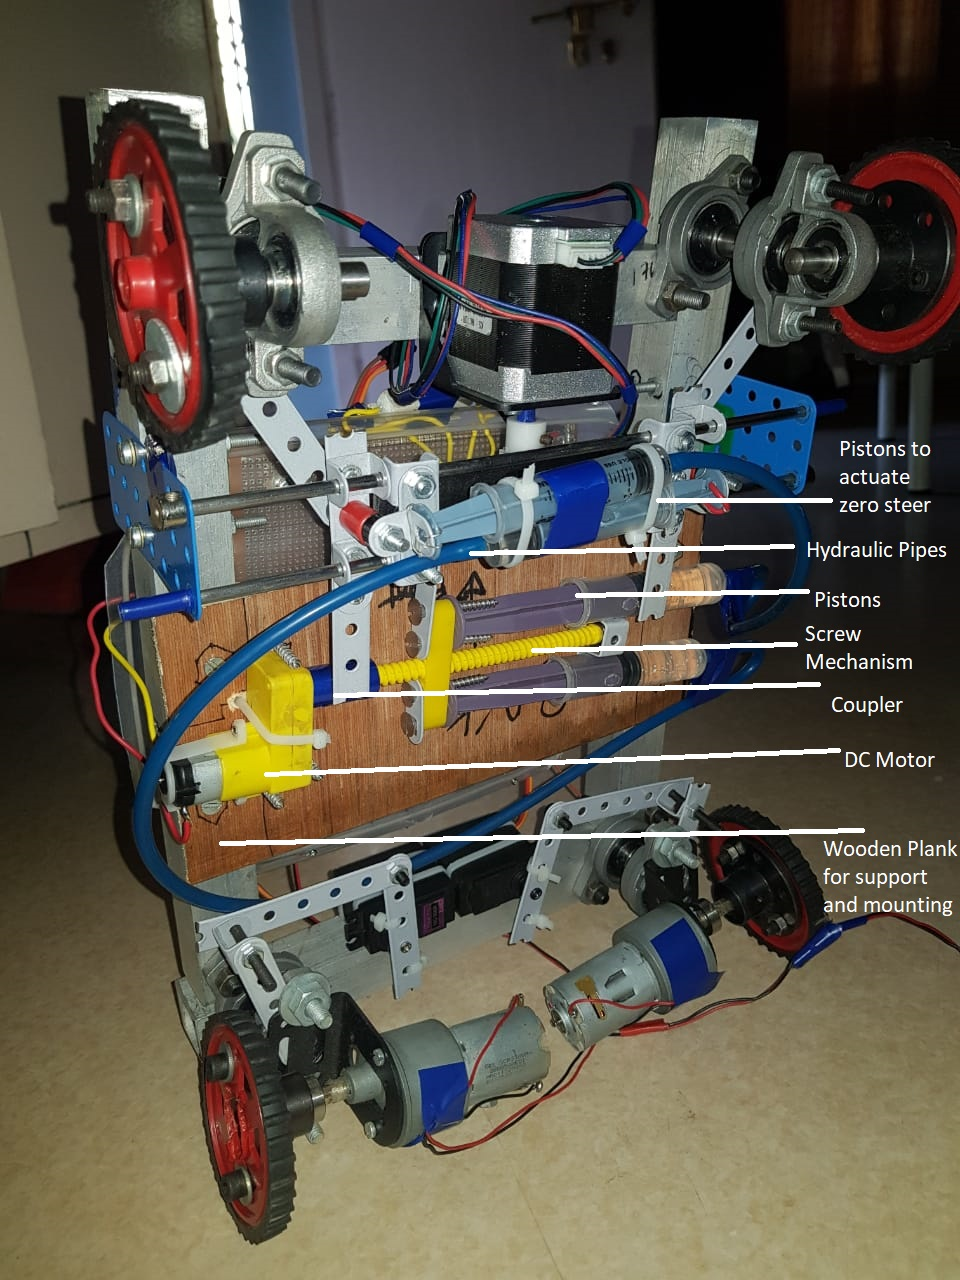 Pistons to
actuate
zero steer
Hydraulic Pipes
Pistons
Screw
Mechanism
Coupler
DC Motor
Wooden Plank
for support
and mounting